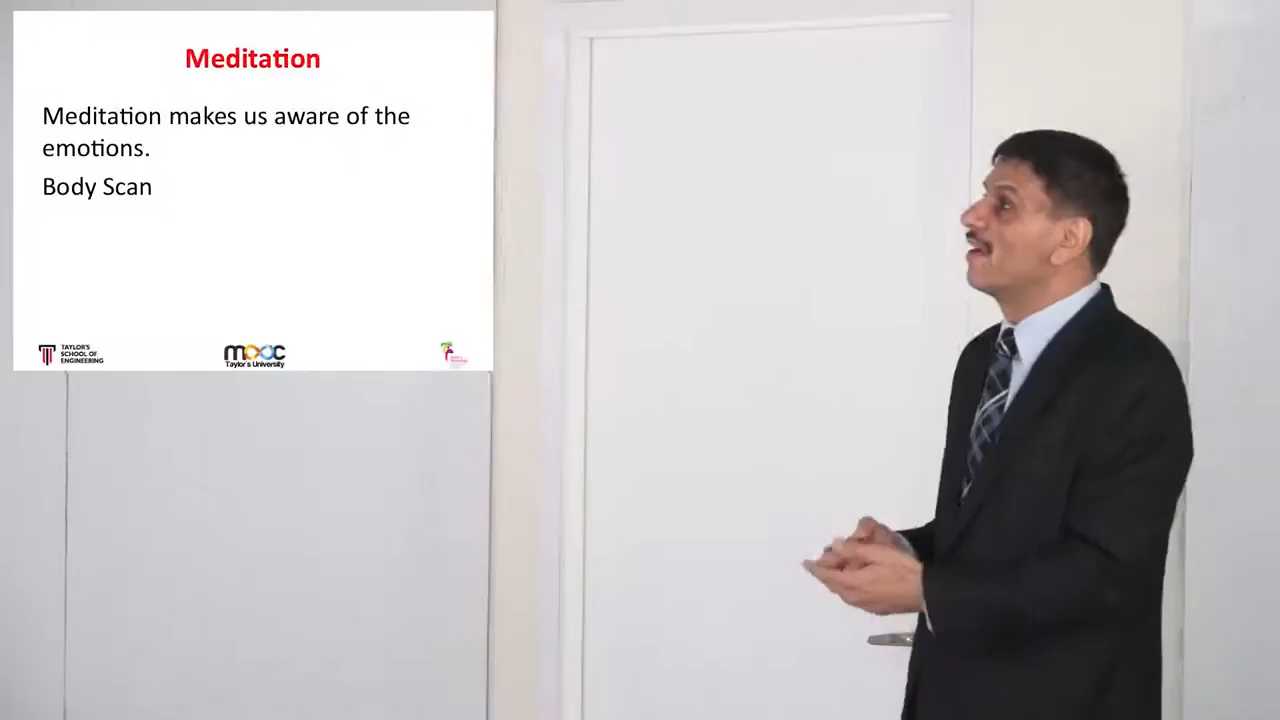 Meditation
Meditation makes us aware of the
emotions.
Body Scan
TAYLOR'S
SCHOOL OF
ENGINEERING
mooc
Taylor's University